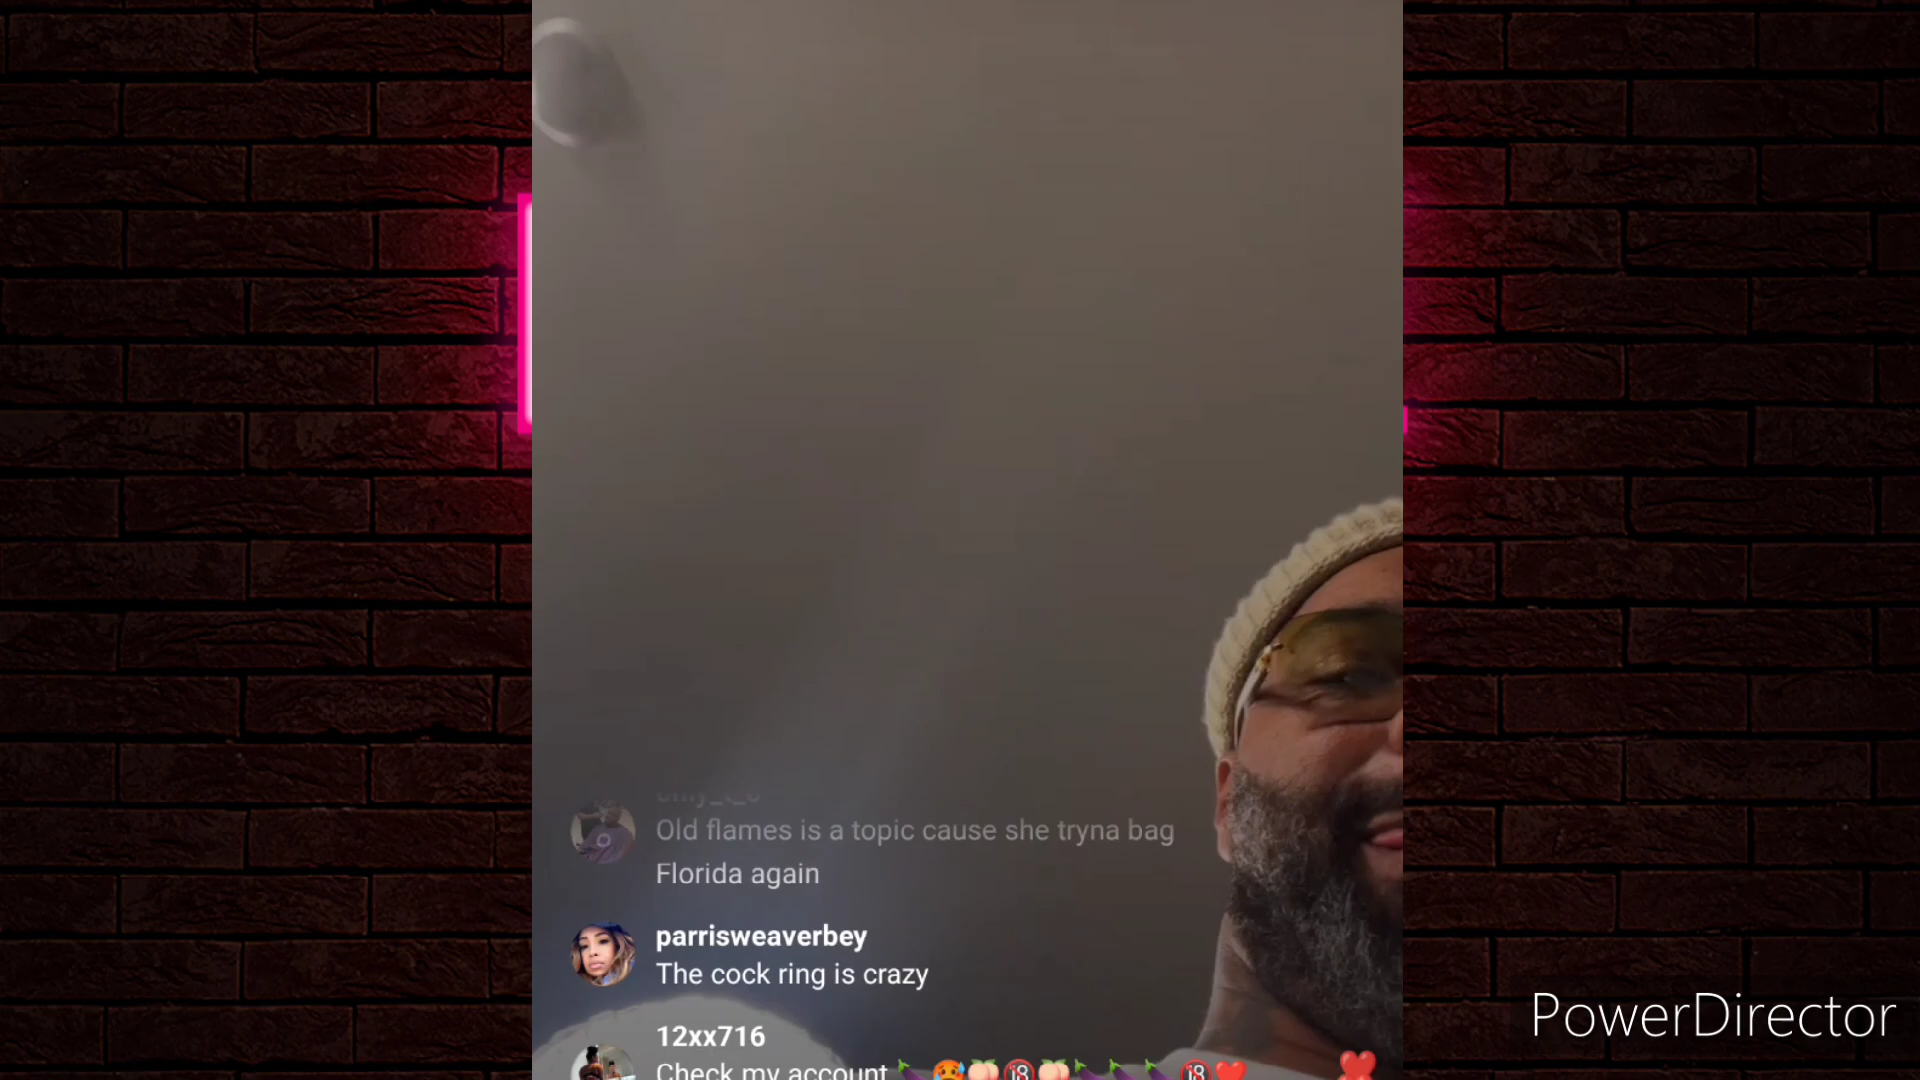 Old flames is a topic cause she tryna bag
Florida again
parrisweaverbey
The cock ring is crazy
12xx716
Check my account 🍆🥵🍑🔞🍑🍆🍆🍆🔞❤️
PowerDirector